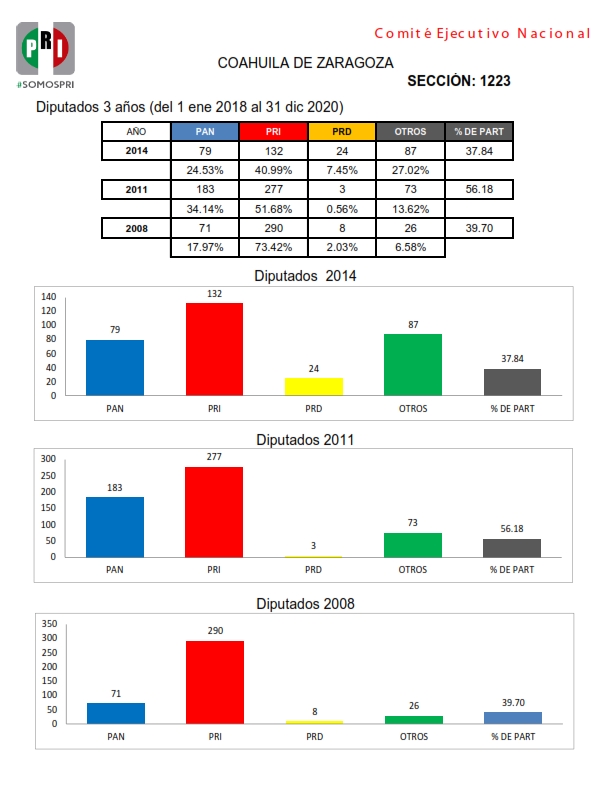 PRI
#SOMOSPRI
Comité Ejecutivo Nacional
COAHUILA DE ZARAGOZA
SECCIÓN: 1223
Diputados 3 años (del 1 ene 2018 al 31 dic 2020)
AÑO PAN PRI PRD OTROS % DE PART
2014 79 132 24 87 37.84
24.53% 40.99% 7.45% 27.02%
2011 183 277 3 73 56.18
34.14% 51.68% 0.56% 13.62%
2008 71 290 8 26 39.70
17.97% 73.42% 2.03% 6.58%
Diputados 2014
140
120
100
80
60
40
20
0
79
132
24
87
37.84
PAN PRI PRD OTROS % DE PART
Diputados 2011
300
250
200
150
100
50
0
183
277
3
73
56.18
PAN PRI PRD OTROS % DE PART
Diputados 2008
350
300
250
200
150
100
50
0
71
290
8
26
39.70
PAN PRI PRD OTROS % DE PART